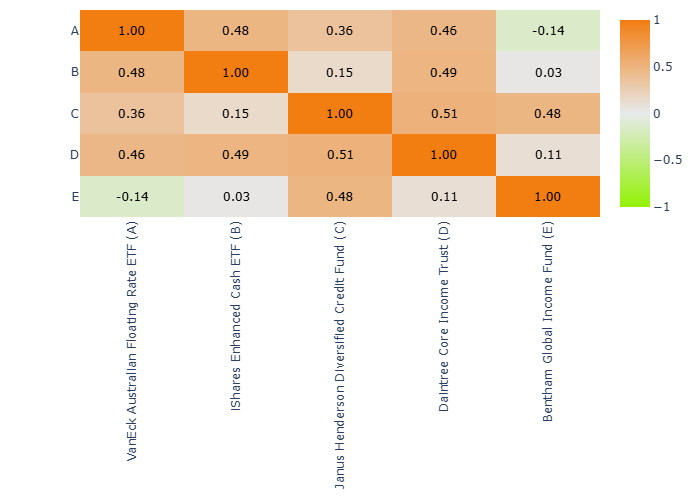 A 1.00 0.48 0.36 0.46 -0.14
B 0.48 1.00 0.15 0.49 0.03
C 0.36 0.15 1.00 0.51 0.48
D 0.46 0.49 0.51 1.00 0.11
E -0.14 0.03 0.48 0.11 1.00
VanEck Australian Floating Rate ETF (A)
iShares Enhanced Cash ETF (B)
Janus Henderson Diversified Credit Fund (C)
Daintree Core Income Trust (D)
Bentham Global Income Fund (E)
1
0.5
0
−0.5
−1